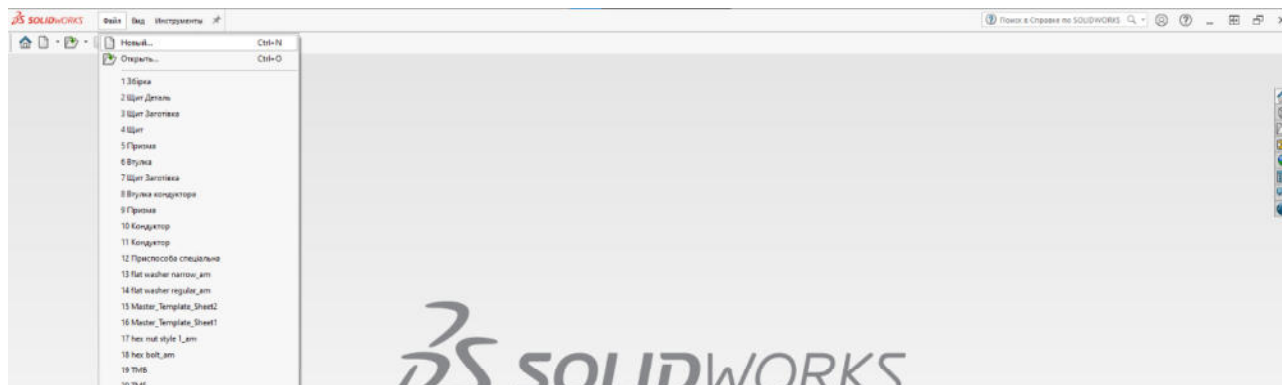 SOLIDWORKS Файл Вид Инструменты Поиск в Справке по SOLIDWORKS
Новый... Ctrl+N
Открыть... Ctrl+O
1 Збірка
2 Щит Деталь
3 Щит Заготівка
4 Щит
5 Призма
6 Втулка
7 Щит Заготівка
8 Втулка кондуктора
9 Призма
10 Кондуктор
11 Кондуктор
12 Приспособа спеціальна
13 flat washer narrow_am
14 flat washer regular_am
15 Master_Template_Sheet2
16 Master_Template_Sheet1
17 hex nut style 1_am
18 hex bolt_am
19 ТМБ
SOLIDWORKS